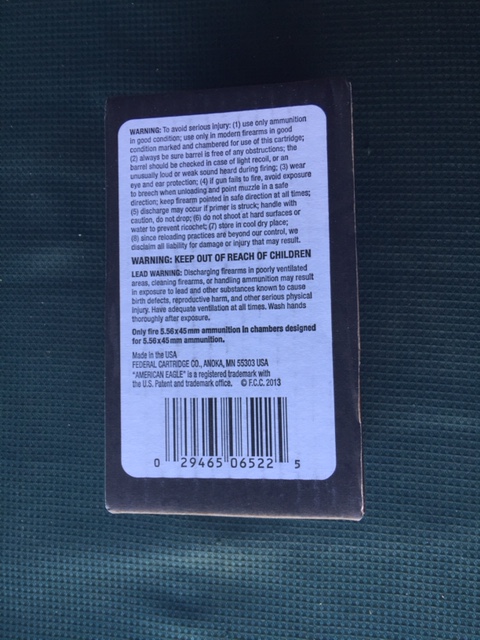 WARNING: To avoid serious injury: (1) use only ammunition
in good condition; use only in modern firearms in good
condition marked and chambered for use of this cartridge;
(2) always be sure barrel is free of any obstructions; the
barrel should be checked in case of light recoil, or an
unusually loud or weak sound heard during firing; (3) wear
eye and ear protection; (4) if gun fails to fire, avoid exposure
to breech when unloading and point muzzle in a safe
direction; keep firearm pointed in safe direction at all times;
(5) discharge may occur if primer is struck; handle with
caution, do not drop; (6) do not shoot at hard surfaces or
water to prevent ricochet; (7) store in cool dry place;
(8) since reloading practices are beyond our control, we
disclaim all liability for damage or injury that may result.
WARNING: KEEP OUT OF REACH OF CHILDREN
LEAD WARNING: Discharging firearms in poorly ventilated
areas, cleaning firearms, or handling ammunition may result
in exposure to lead and other substances known to cause
birth defects, reproductive harm, and other serious physical
injury. Have adequate ventilation at all times. Wash hands
thoroughly after exposure.
Only fire 5.56x45mm ammunition in chambers designed
for 5.56x45mm ammunition.
Made in the USA
FEDERAL CARTRIDGE CO., ANOKA, MN 55303 USA
"AMERICAN EAGLE" is a registered trademark with
the U.S. Patent and trademark office. © F.C.C. 2013
0 29465 06522 5